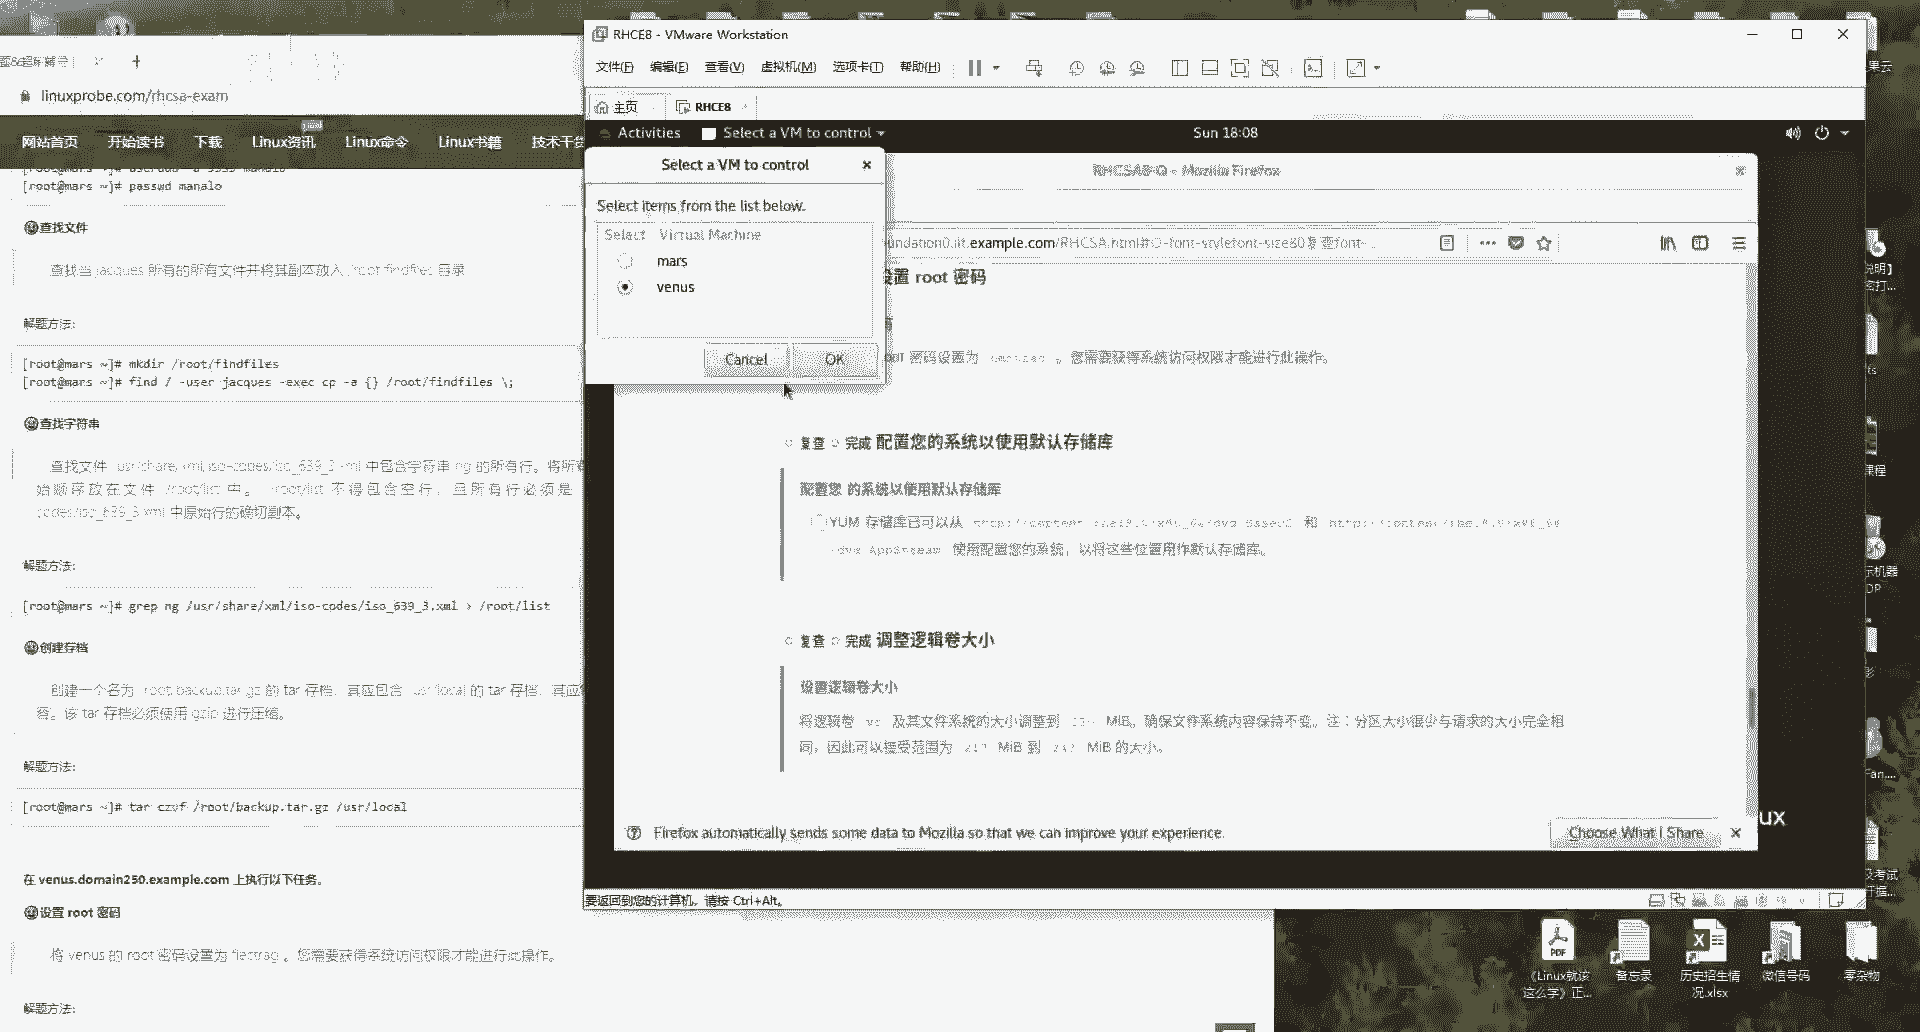 linuxprobe.com/rhcsa-exam
网站首页 开始读书 下载 Linux资讯 Linux命令 Linux书籍 技术干货
[root@mars ~]# passwd manalo
查找文件
查找当 jacques 所有的所有文件并将其副本放入 /root/findfiles 目录
解题方法:
[root@mars ~]# mkdir /root/findfiles
[root@mars ~]# find / -user jacques -exec cp -a {} /root/findfiles \;
查找字符串
查找文件 usr/share/xml/iso-codes/iso_639_3.xml 中包含字符串 ng 的所有行。将所有
始顺序放在文件 /root/list 中。 /root/list 不得包含空行，且所有行必须是
codes/iso_639_3.xml 中原始行的确切副本。
解题方法:
[root@mars ~]# grep ng /usr/share/xml/iso-codes/iso_639_3.xml > /root/list
创建存档
创建一个名为 /root/backup.tar.gz 的 tar 存档，其应包含 /usr/local 的 tar 存档，其应
容。该 tar 存档必须使用 gzip 进行压缩。
解题方法:
[root@mars ~]# tar czvf /root/backup.tar.gz /usr/local
在 venus.domain250.example.com 上执行以下任务。
设置 root 密码
将 venus 的 root 密码设置为 flectrag 。您需要获得系统访问权限才能进行此操作。
解题方法:
RHCE8 - VMware Workstation
文件(F) 编辑(E) 查看(V) 虚拟机(M) 选项卡(T) 帮助(H)
主页 RHCE8
Activities Select a VM to control Sun 18:08
Select a VM to control
Select items from the list below.
Select Virtual Machine
mars
venus
Cancel OK
RHCSA8-Q - Mozilla Firefox
undation0.ilt.example.com/RHCSA.html#O-font-stylefont-size80复查font-...
设置 root 密码
root 密码设置为 。您需要获得系统访问权限才能进行此操作。
复查 完成 配置您的系统以使用默认存储库
配置您 的系统以使用默认存储库
YUM 存储库已可以从 和
AppStream 使用配置您的系统，以将这些位置用作默认存储库。
复查 完成 调整逻辑卷大小
设置逻辑卷大小
将逻辑卷 vo 及其文件系统的大小调整到 MiB。确保文件系统内容保持不变。注：分区大小很少与请求的大小完全相
同，因此可以接受范围为 MiB 到 MiB 的大小。
Firefox automatically sends some data to Mozilla so that we can improve your experience.
Choose What I Share
ux
要返回到您的计算机，请按 Ctrl+Alt。
《Linux就该
这么学》正...
备忘录
历史招生情
况.xlsx
微信号码
零杂物